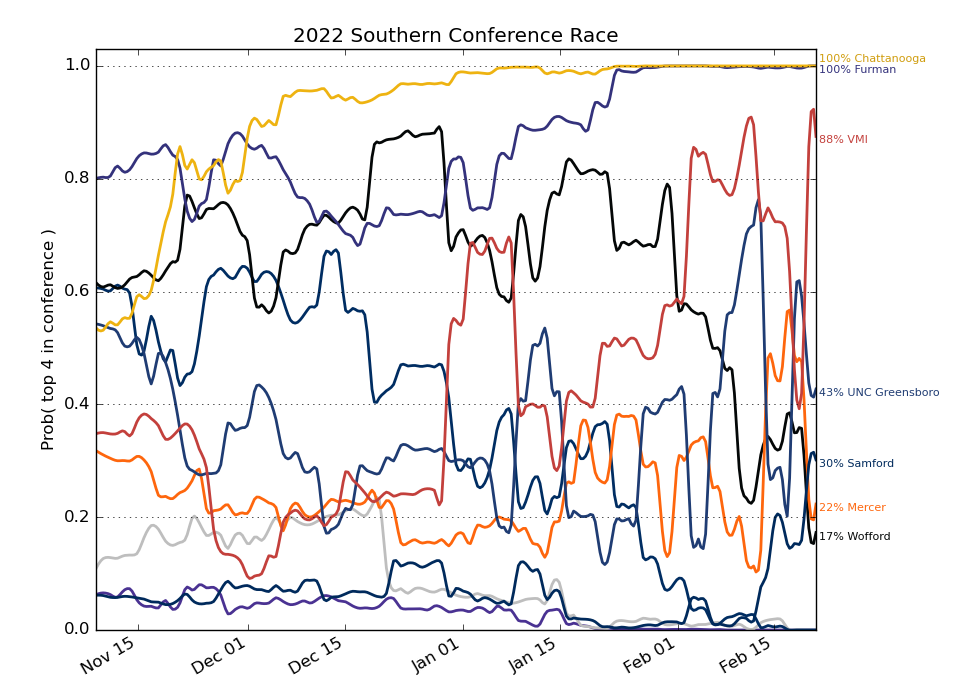 2022 Southern Conference Race
Prob( top 4 in conference )
1.0
0.8
0.6
0.4
0.2
0.0
Nov 15
Dec 01
Dec 15
Jan 01
Jan 15
Feb 01
Feb 15
100% Chattanooga
100% Furman
88% VMI
43% UNC Greensboro
30% Samford
22% Mercer
17% Wofford